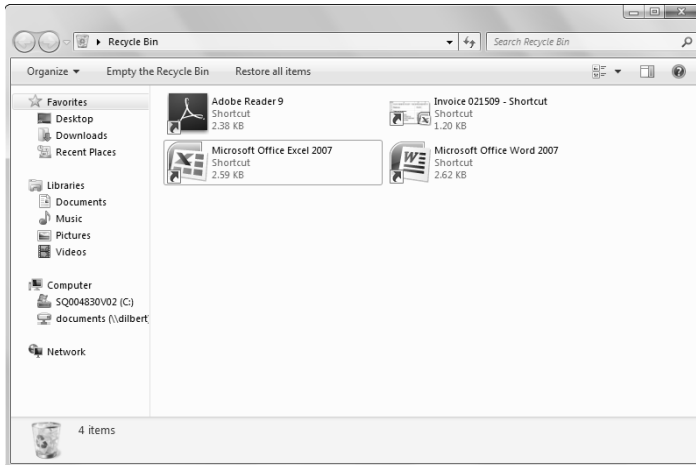 Recycle Bin
Search Recycle Bin
Organize Empty the Recycle Bin Restore all items
Favorites
Desktop
Downloads
Recent Places
Libraries
Documents
Music
Pictures
Videos
Computer
SQ004830V02 (C:)
documents (\\dilbert
Network
Adobe Reader 9
Shortcut
2.38 KB
Invoice 021509 - Shortcut
Shortcut
1.20 KB
Microsoft Office Excel 2007
Shortcut
2.59 KB
Microsoft Office Word 2007
Shortcut
2.62 KB
4 items